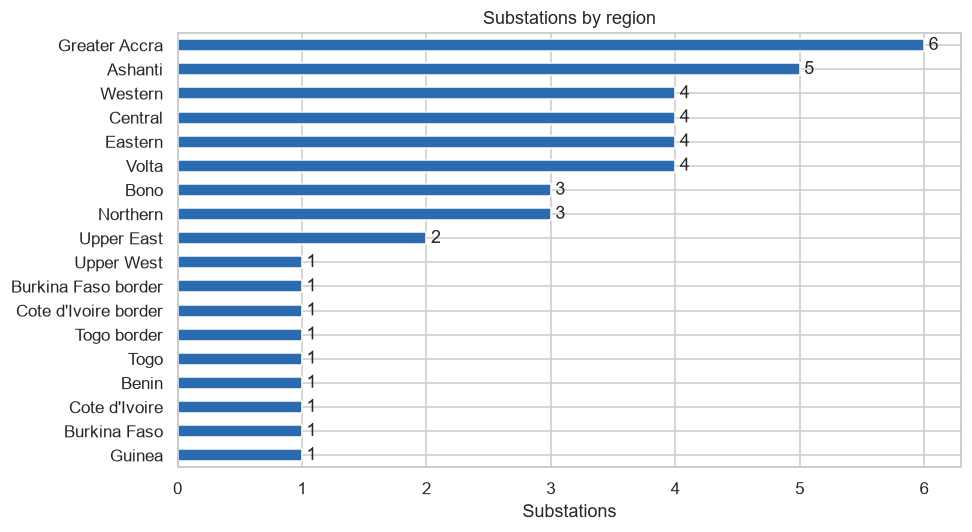 Substations by region
Greater Accra 6
Ashanti 5
Western 4
Central 4
Eastern 4
Volta 4
Bono 3
Northern 3
Upper East 2
Upper West 1
Burkina Faso border 1
Cote d'Ivoire border 1
Togo border 1
Togo 1
Benin 1
Cote d'Ivoire 1
Burkina Faso 1
Guinea 1
0 1 2 3 4 5 6
Substations